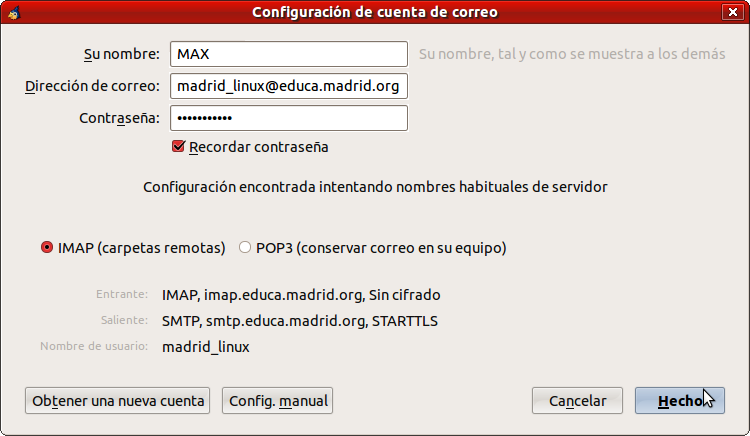 Configuración de cuenta de correo
Su nombre: MAX Su nombre, tal y como se muestra a los demás
Dirección de correo: madrid_linux@educa.madrid.org
Contraseña: •••••••••••
Recordar contraseña
Configuración encontrada intentando nombres habituales de servidor
IMAP (carpetas remotas) POP3 (conservar correo en su equipo)
Entrante: IMAP, imap.educa.madrid.org, Sin cifrado
Saliente: SMTP, smtp.educa.madrid.org, STARTTLS
Nombre de usuario: madrid_linux
Obtener una nueva cuenta Config. manual Cancelar Hecho